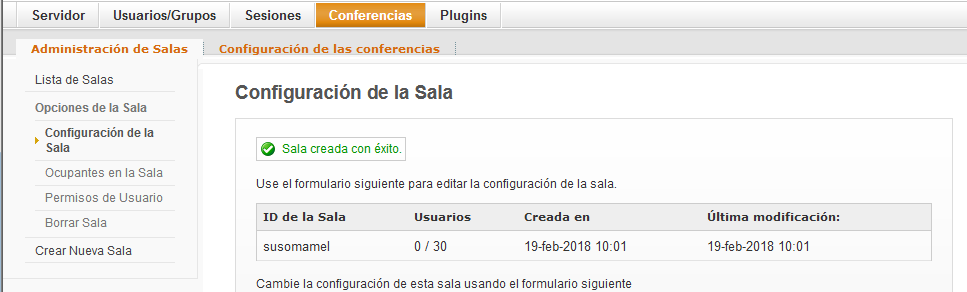 Servidor Usuarios/Grupos Sesiones Conferencias Plugins
Administración de Salas Configuración de las conferencias
Lista de Salas
Opciones de la Sala
Configuración de la
Sala
Ocupantes en la Sala
Permisos de Usuario
Borrar Sala
Crear Nueva Sala
Configuración de la Sala
Sala creada con éxito.
Use el formulario siguiente para editar la configuración de la sala.
ID de la Sala Usuarios Creada en Última modificación:
susomamel 0 / 30 19-feb-2018 10:01 19-feb-2018 10:01
Cambie la configuración de esta sala usando el formulario siguiente